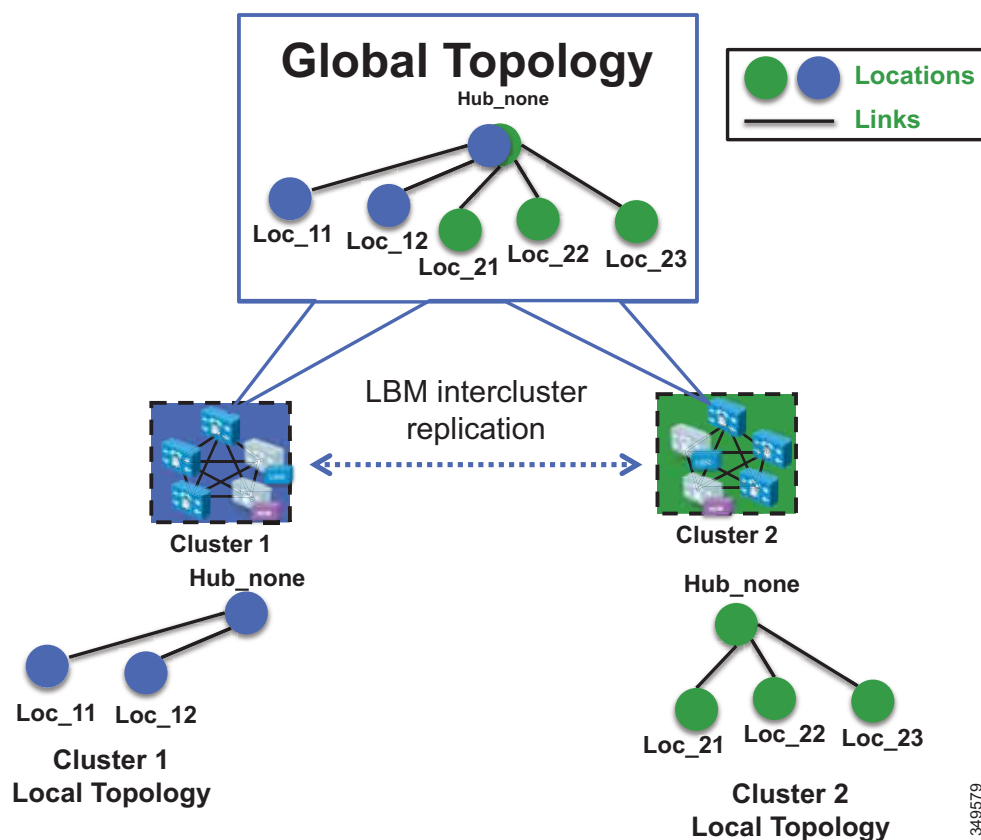 Global Topology
Hub_none
Loc_11
Loc_12
Loc_21
Loc_22
Loc_23
Locations
Links
LBM intercluster
replication
Cluster 1
Cluster 2
Hub_none
Loc_11
Loc_12
Cluster 1
Local Topology
Hub_none
Loc_21
Loc_22
Loc_23
Cluster 2
Local Topology
349579